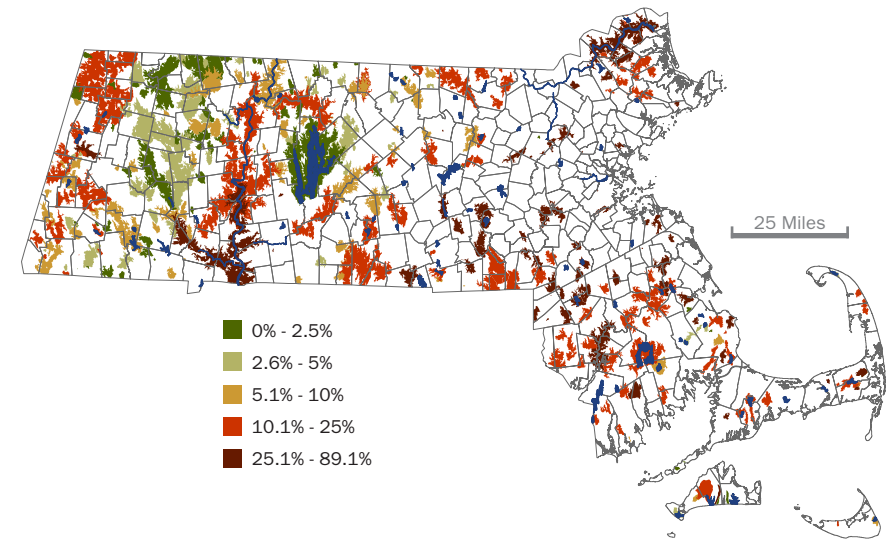 25 Miles
0% - 2.5%
2.6% - 5%
5.1% - 10%
10.1% - 25%
25.1% - 89.1%